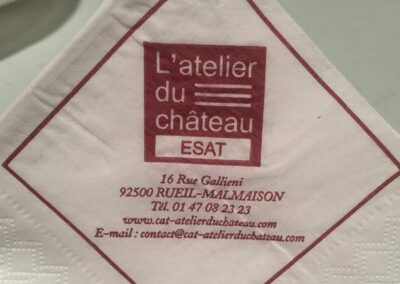 L'atelier
du
château
ESAT
16 Rue Gallieni
92500 RUEIL-MALMAISON
Tél. 01 47 08 23 23
www.cat-atelierduchateau.com
E-mail : contact@cat-atelierduchateau.com